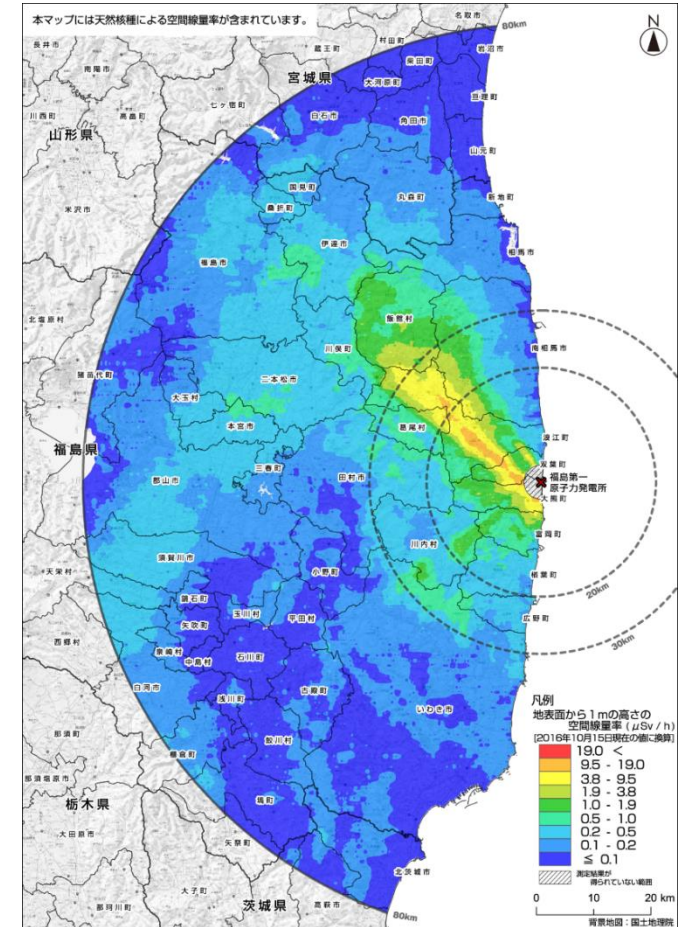 本マップには天然核種による空間線量率が含まれています。
名取市
80km
N
村田町
岩沼市
長井市
南陽市
蔵王町
柴田町
宮城県
大河原町
亘理町
川西町
高畠町
七ヶ宿町
白石市
角田市
山形県
山元町
国見町
丸森町
新地町
米沢市
桑折町
伊達市
相馬市
福島市
北塩原村
飯舘村
川俣町
南相馬市
猪苗代町
二本松市
大玉村
本宮市
葛尾村
浪江町
福島県
三春町
双葉町
郡山市
田村市
福島第一
原子力発電所
大熊町
富岡町
川内村
須賀川市
天栄村
小野町
楢葉町
鏡石町
20km
玉川村
平田村
広野町
矢吹町
西郷村
泉崎村
石川町
30km
中島村
白河市
古殿町
浅川町
いわき市
那須町
鮫川村
棚倉町
那須塩原市
塙町
栃木県
大田原市
矢祭町
北茨城市
大子町
那珂川町
茨城県
高萩市
80km
凡例
地表面から1mの高さの
空間線量率(μSv/h)
[2016年10月15日現在の値に換算]
19.0 <
9.5 - 19.0
3.8 - 9.5
1.9 - 3.8
1.0 - 1.9
0.5 - 1.0
0.2 - 0.5
0.1 - 0.2
≦ 0.1
測定結果が
得られていない範囲
0 10 20 km
背景地図:国土地理院